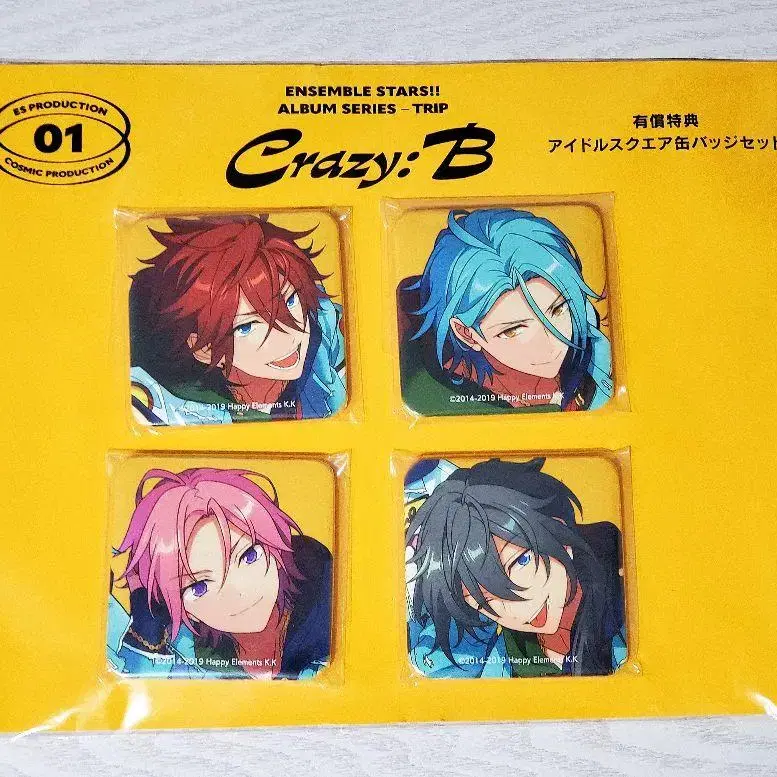 ES PRODUCTION
01
COSMIC PRODUCTION
ENSEMBLE STARS!!
ALBUM SERIES – TRIP
Crazy:B
有償特典
アイドルスクエア缶バッジセット
©2014-2019 Happy Elements K.K
©2014-2019 Happy Elements K.K
©2014-2019 Happy Elements K.K
©2014-2019 Happy Elements K.K